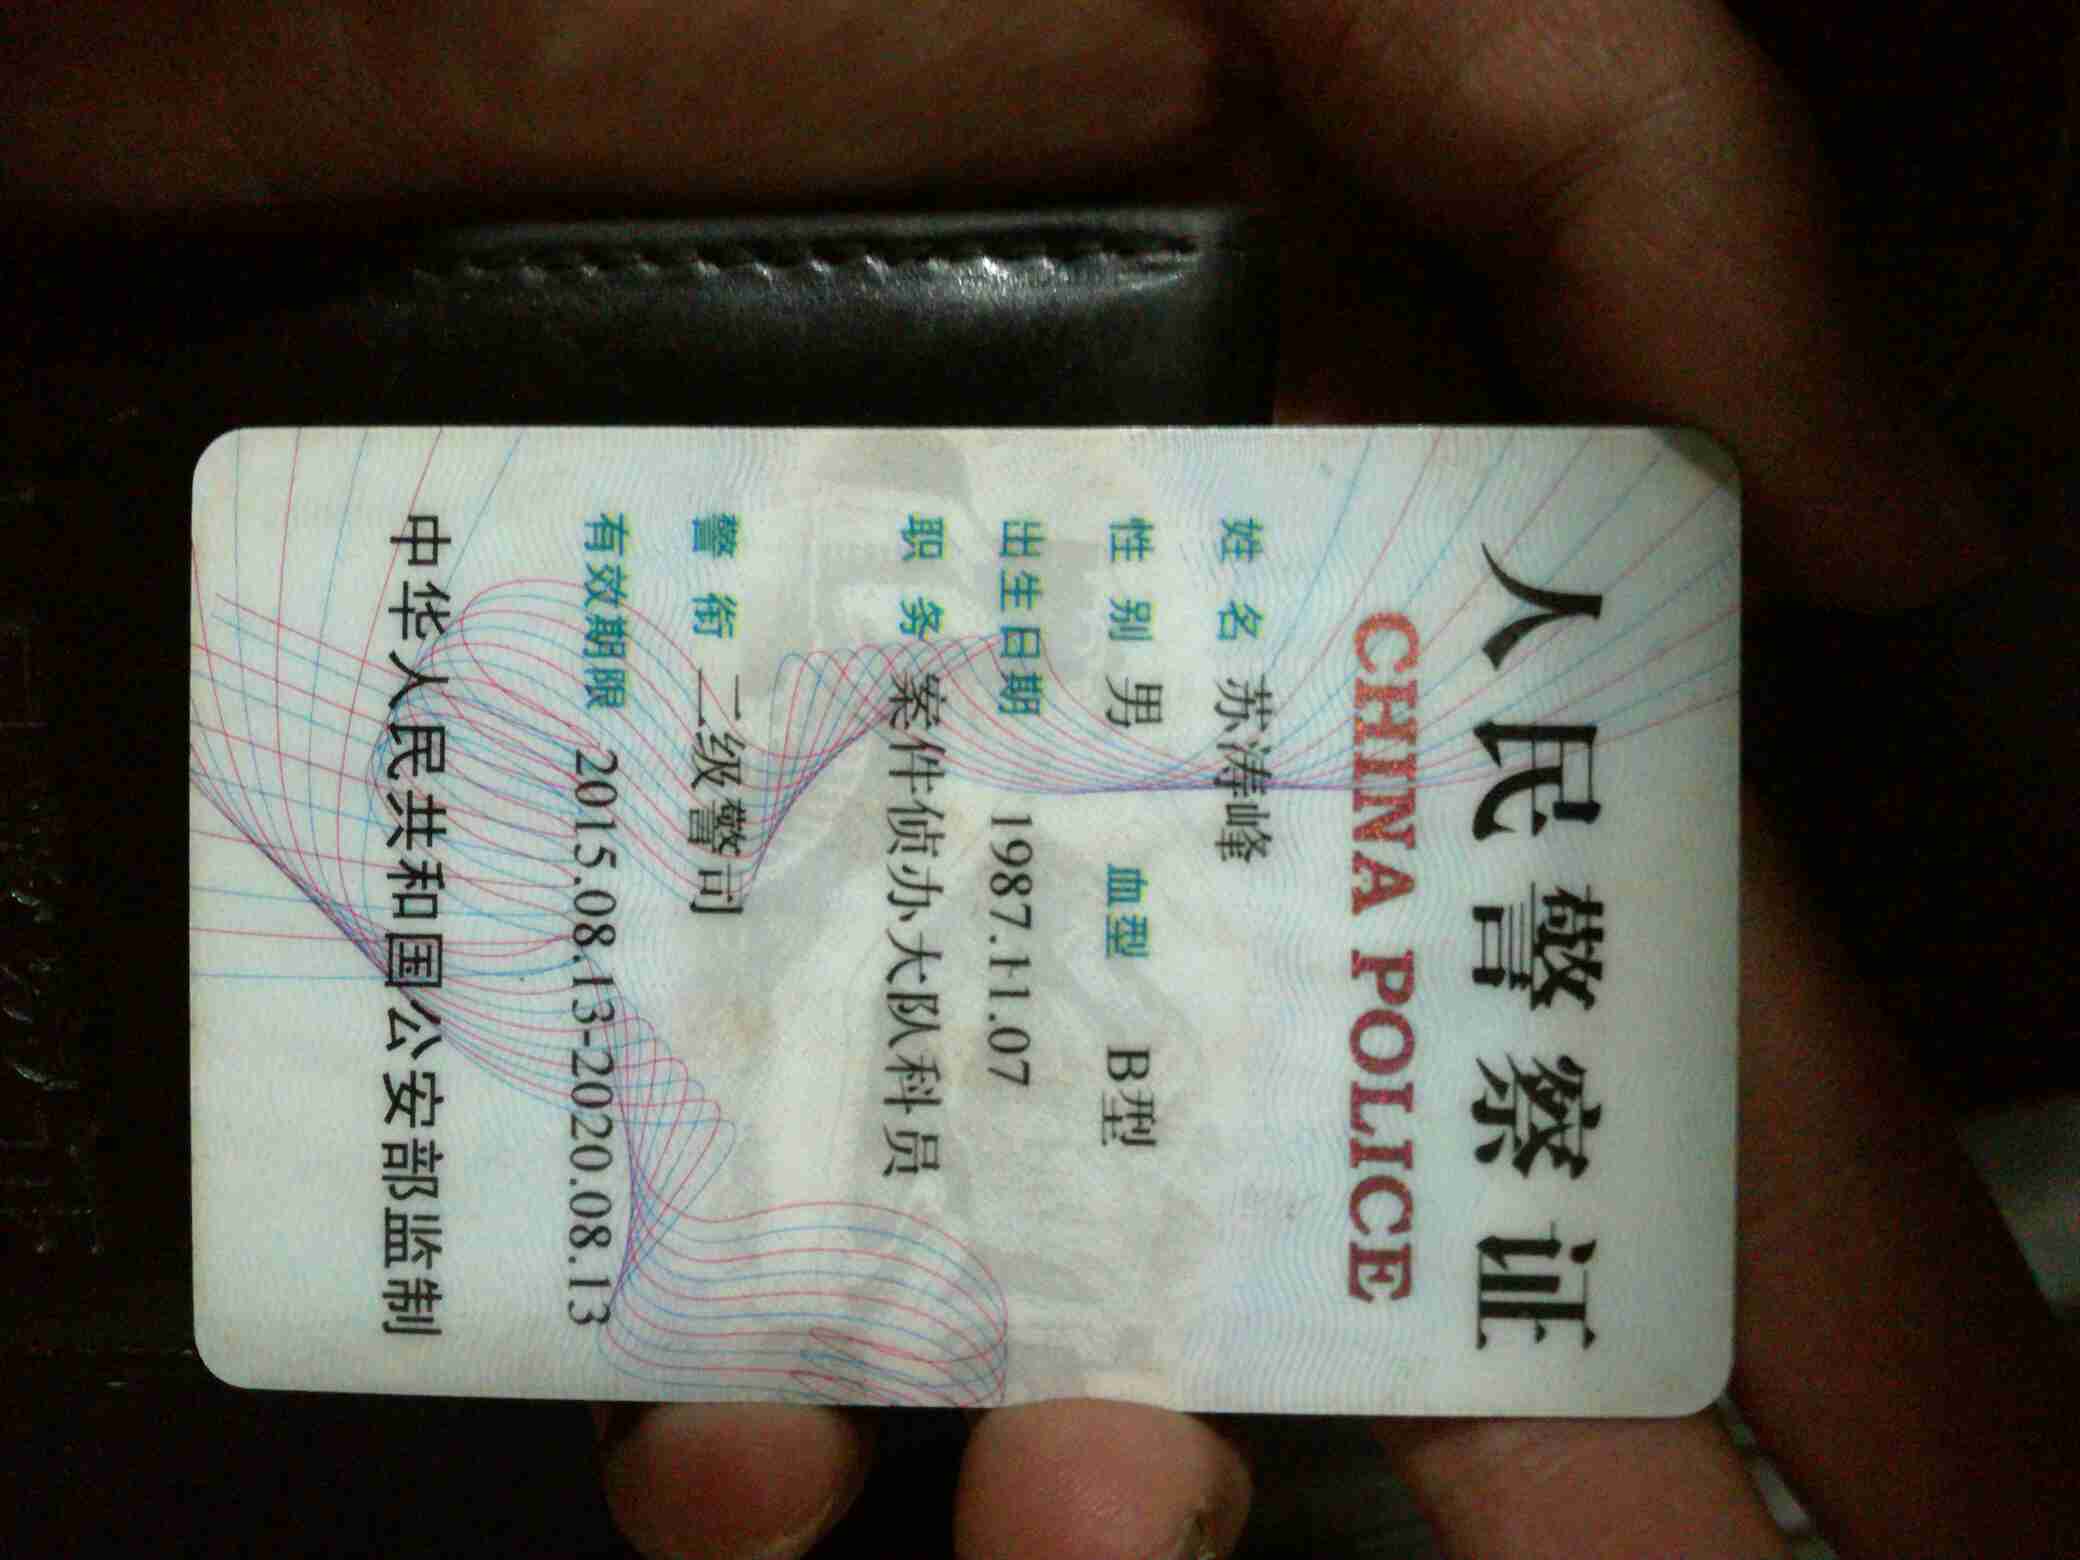 人民警察证
CHINA POLICE
姓名 苏涛峰
性别 男 血型 B型
出生日期 1987.11.07
职务 案件侦办大队科员
警衔 二级警司
有效期限 2015.08.13-2020.08.13
中华人民共和国公安部监制